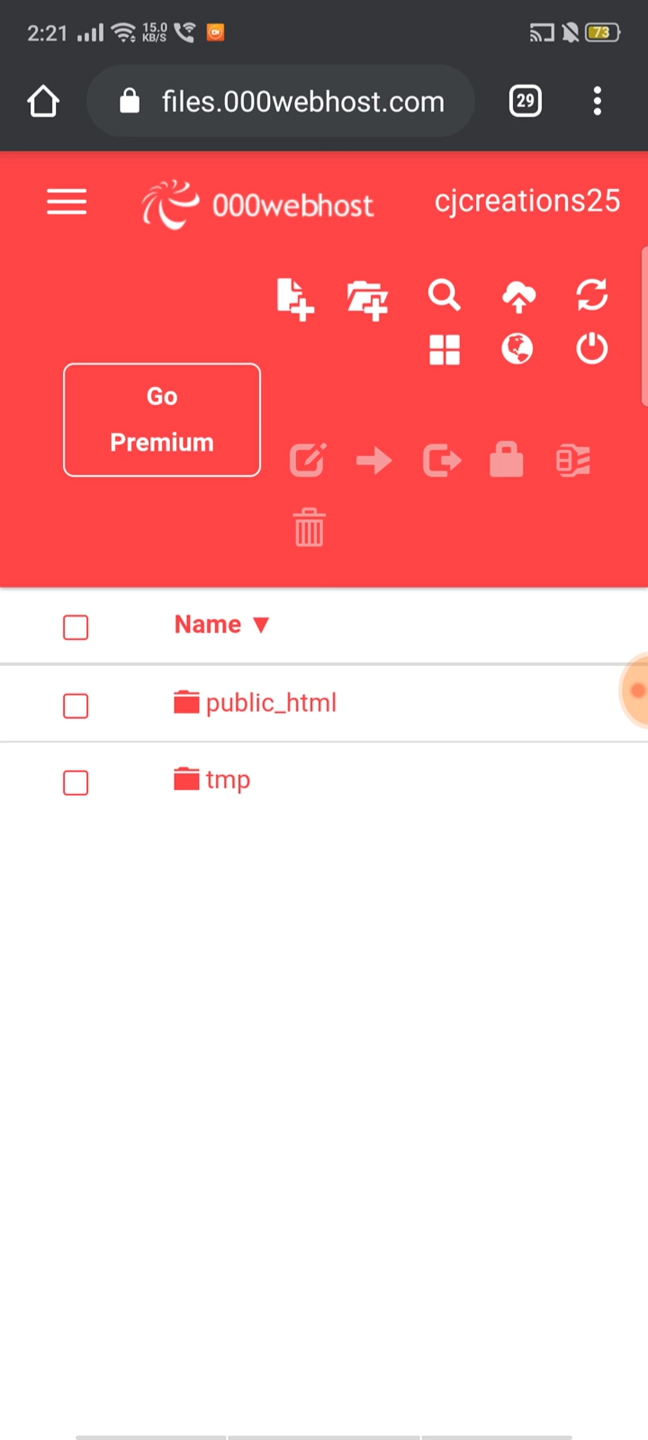 2:21 15.0 KB/S 73
files.000webhost.com 29
000webhost cjcreations25
Go
Premium
Name ▼
public_html
tmp